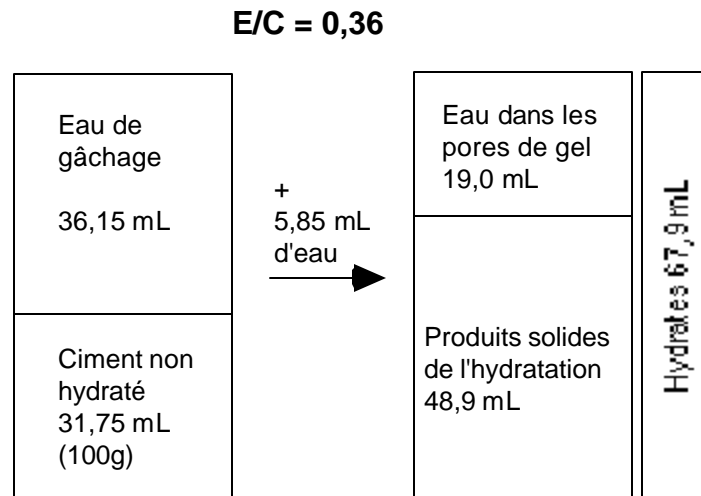 E/C = 0,36
Eau de
gâchage
36,15 mL
Ciment non
hydraté
31,75 mL
(100g)
+
5,85 mL
d'eau
Eau dans les
pores de gel
19,0 mL
Produits solides
de l'hydratation
48,9 mL
Hydrates 67,9 mL